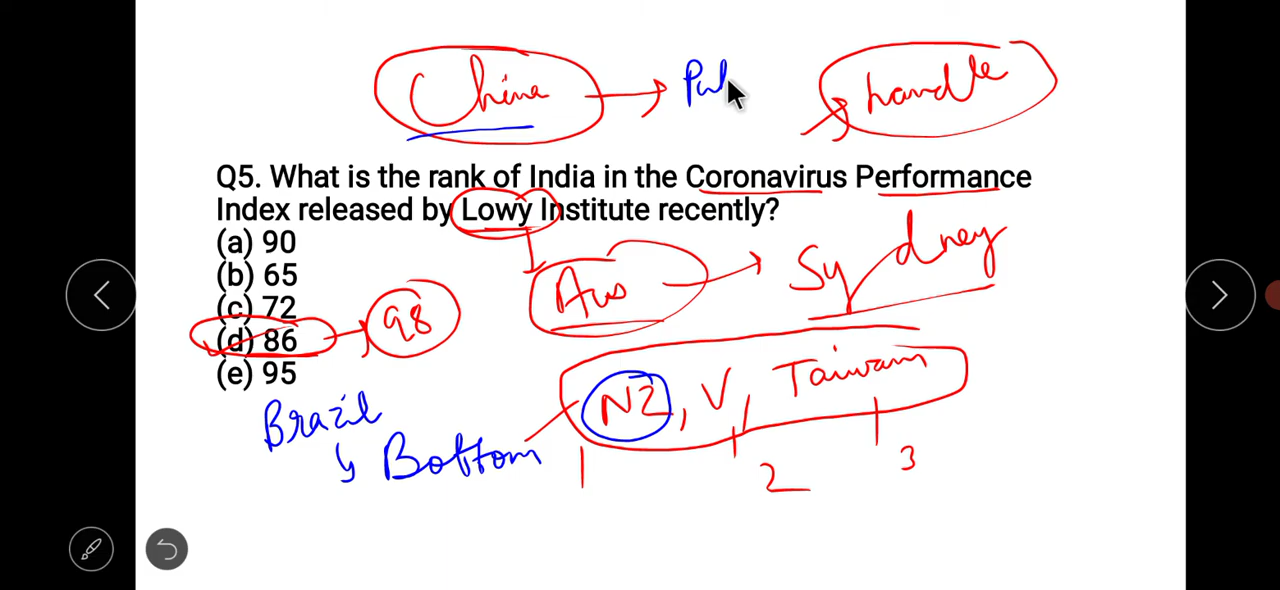 China → Pu
handle
Q5. What is the rank of India in the Coronavirus Performance
Index released by Lowy Institute recently?
(a) 90
(b) 65
(c) 72
(d) 86 → 98
(e) 95
Aus → Sydney
NZ, V, Taiwan
1 2 3
Brazil
Bottom